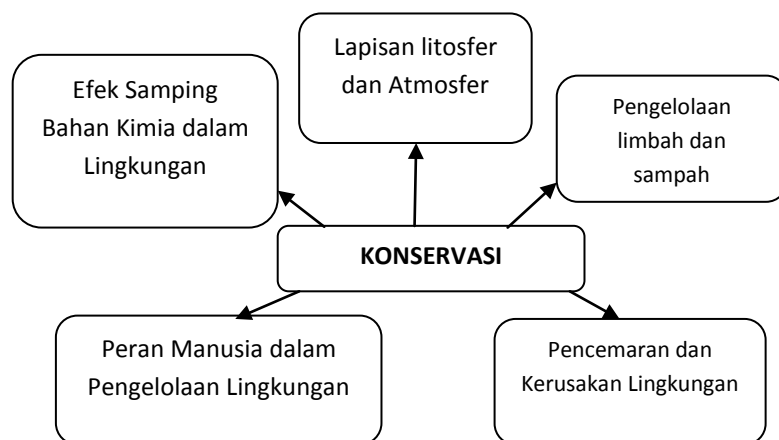 Lapisan litosfer
dan Atmosfer
Efek Samping
Bahan Kimia dalam
Lingkungan
Pengelolaan
limbah dan
sampah
KONSERVASI
Peran Manusia dalam
Pengelolaan Lingkungan
Pencemaran dan
Kerusakan Lingkungan